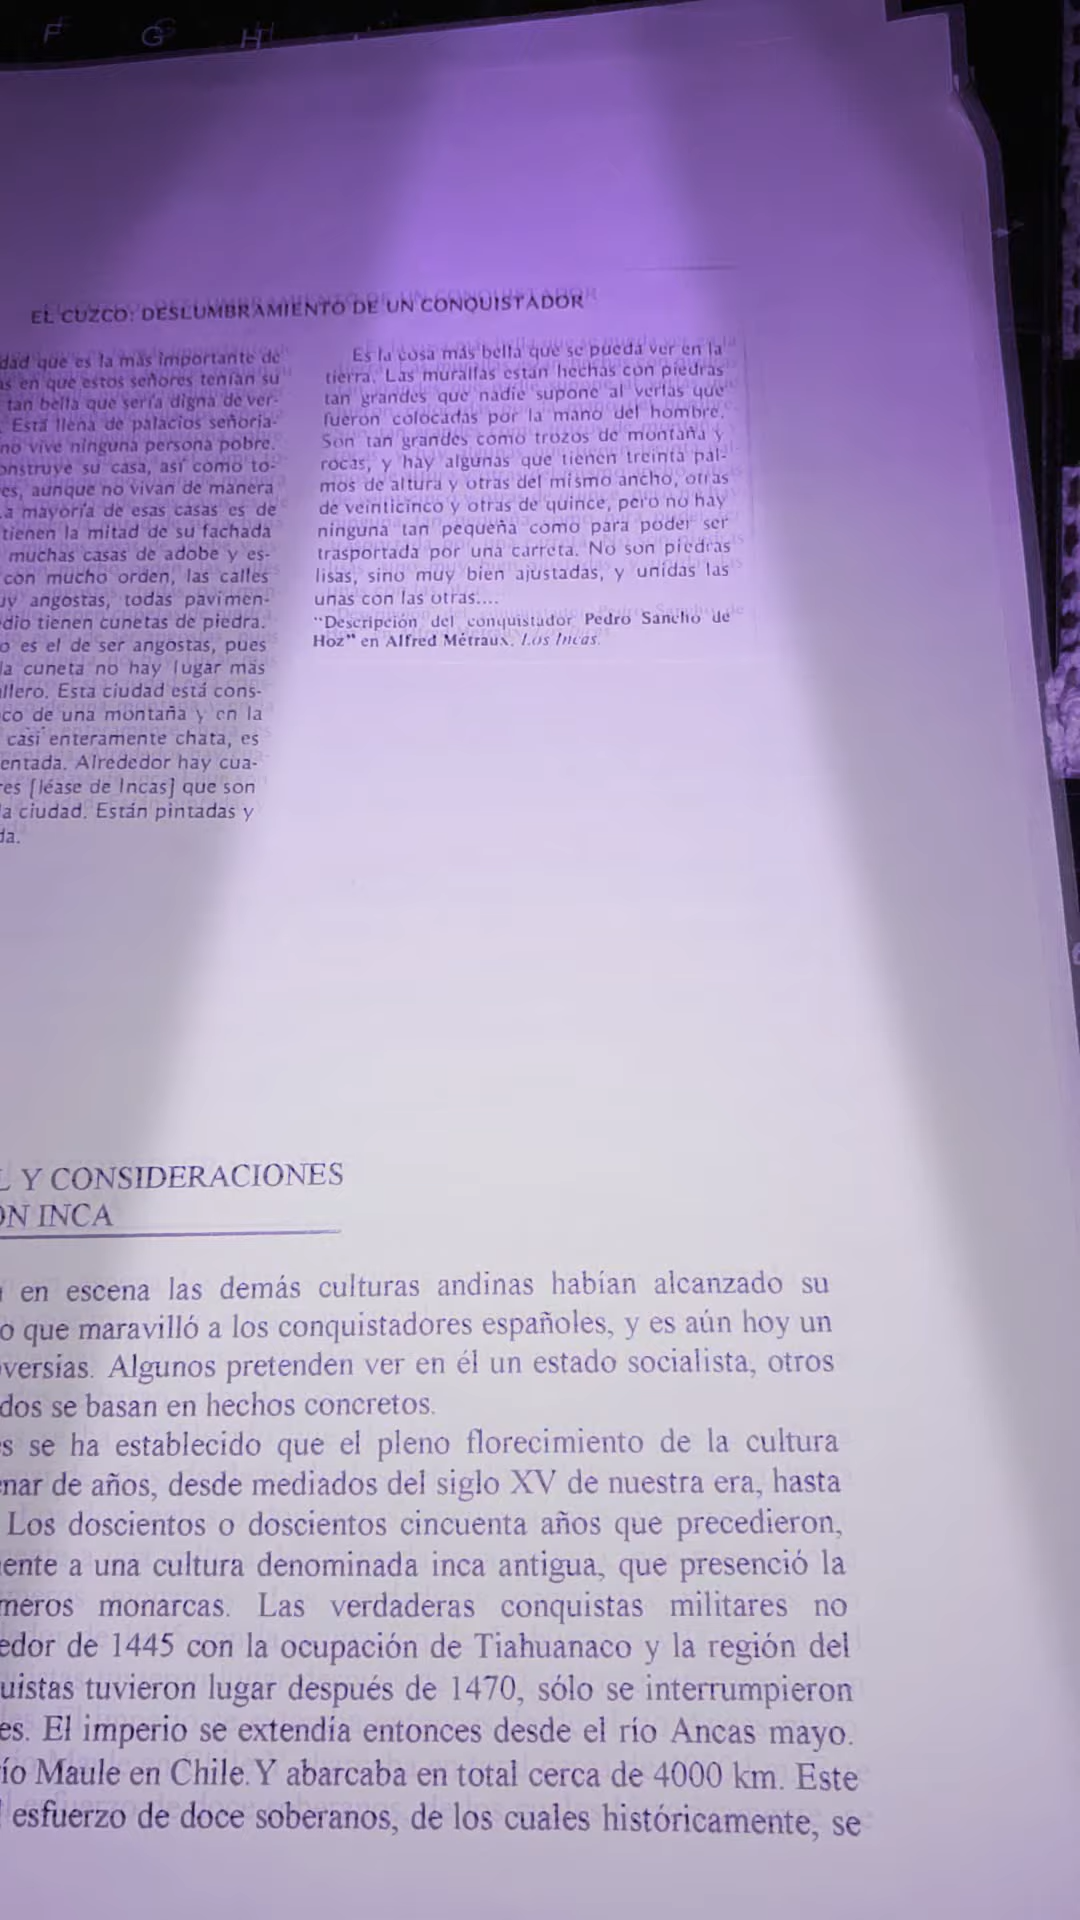 F G H
EL CUZCO: DESLUMBRAMIENTO DE UN CONQUISTADOR
dad que es la más importante de
as en que estos señores tenían su
tan bella que sería digna de ver-
. Está llena de palacios señoria-
no vive ninguna persona pobre.
onstruye su casa, así como to-
es, aunque no vivan de manera
a mayoría de esas casas es de
tienen la mitad de su fachada
muchas casas de adobe y es-
con mucho orden, las calles
uy angostas, todas pavimen-
dio tienen cunetas de piedra.
o es el de ser angostas, pues
la cuneta no hay lugar más
llero. Esta ciudad está cons-
co de una montaña y en la
casi enteramente chata, es
entada. Alrededor hay cua-
res [léase de Incas] que son
la ciudad. Están pintadas y
da.
Es la cosa más bella que se pueda ver en la
tierra. Las murallas están hechas con piedras
tan grandes que nadie supone al verlas que
fueron colocadas por la mano del hombre.
Son tan grandes como trozos de montaña y
rocas, y hay algunas que tienen treinta pal-
mos de altura y otras del mismo ancho, otras
de veinticinco y otras de quince, pero no hay
ninguna tan pequeña como para poder ser
trasportada por una carreta. No son piedras
lisas, sino muy bien ajustadas, y unidas las
unas con las otras....
"Descripción del conquistador Pedro Sancho de
Hoz" en Alfred Métraux. Los Incas.
L Y CONSIDERACIONES
ON INCA
en escena las demás culturas andinas habían alcanzado su
o que maravilló a los conquistadores españoles, y es aún hoy un
versias. Algunos pretenden ver en él un estado socialista, otros
dos se basan en hechos concretos.
s se ha establecido que el pleno florecimiento de la cultura
enar de años, desde mediados del siglo XV de nuestra era, hasta
Los doscientos o doscientos cincuenta años que precedieron,
ente a una cultura denominada inca antigua, que presenció la
meros monarcas. Las verdaderas conquistas militares no
edor de 1445 con la ocupación de Tiahuanaco y la región del
uistas tuvieron lugar después de 1470, sólo se interrumpieron
es. El imperio se extendía entonces desde el río Ancas mayo.
ío Maule en Chile. Y abarcaba en total cerca de 4000 km. Este
esfuerzo de doce soberanos, de los cuales históricamente, se